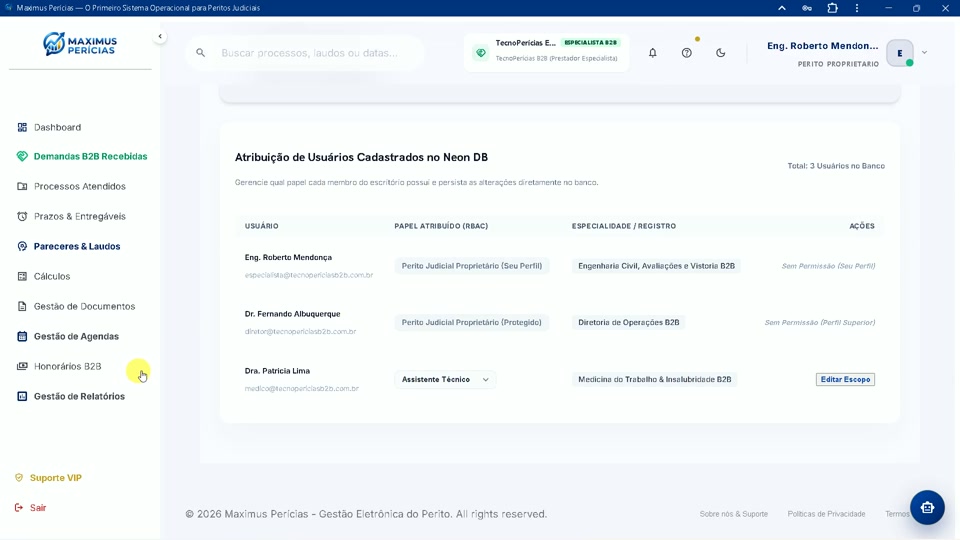 Maximus Perícias — O Primeiro Sistema Operacional para Peritos Judiciais
MAXIMUS
PERÍCIAS
Buscar processos, laudos ou datas...
TecnoPerícias E...
ESPECIALISTA B2B
TecnoPerícias B2B (Prestador Especialista)
Eng. Roberto Mendon...
PERITO PROPRIETARIO
E
Dashboard
Demandas B2B Recebidas
Processos Atendidos
Prazos & Entregáveis
Pareceres & Laudos
Cálculos
Gestão de Documentos
Gestão de Agendas
Honorários B2B
Gestão de Relatórios
Suporte VIP
Sair
Atribuição de Usuários Cadastrados no Neon DB
Total: 3 Usuários no Banco
Gerencie qual papel cada membro do escritório possui e persista as alterações diretamente no banco.
USUÁRIO PAPEL ATRIBUÍDO (RBAC) ESPECIALIDADE / REGISTRO AÇÕES
Eng. Roberto Mendonça
especialista@tecnopericiasb2b.com.br
Perito Judicial Proprietário (Seu Perfil)
Engenharia Civil, Avaliações e Vistoria B2B
Sem Permissão (Seu Perfil)
Dr. Fernando Albuquerque
diretor@tecnopericiasb2b.com.br
Perito Judicial Proprietário (Protegido)
Diretoria de Operações B2B
Sem Permissão (Perfil Superior)
Dra. Patricia Lima
medico@tecnopericiasb2b.com.br
Assistente Técnico
Medicina do Trabalho & Insalubridade B2B
Editar Escopo
© 2026 Maximus Perícias - Gestão Eletrônica do Perito. All rights reserved.
Sobre nós & Suporte
Políticas de Privacidade
Termos